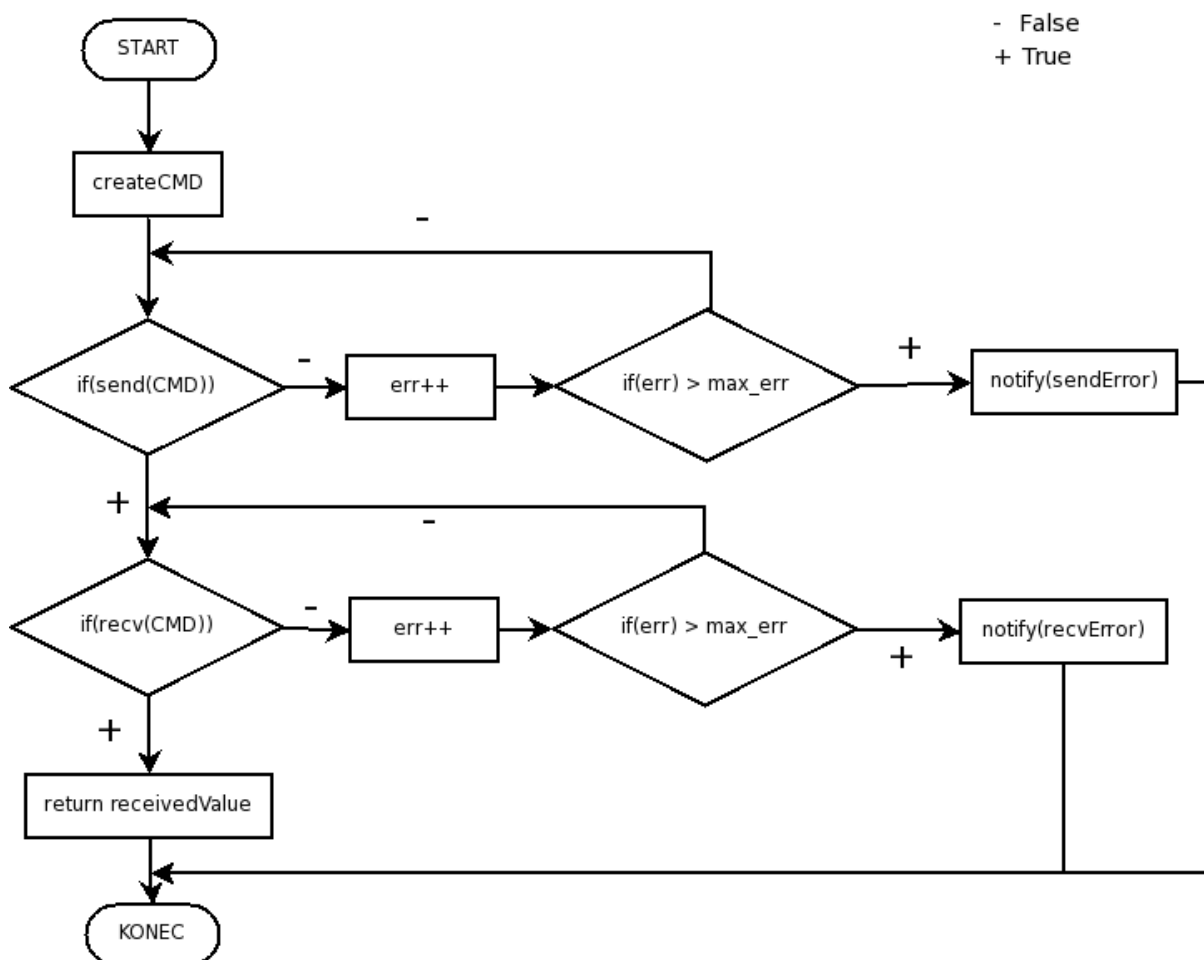 - False
+ True
START
createCMD
-
if(send(CMD))
-
err++
if(err) > max_err
+
notify(sendError)
+
-
if(recv(CMD))
-
err++
if(err) > max_err
+
notify(recvError)
+
return receivedValue
KONEC